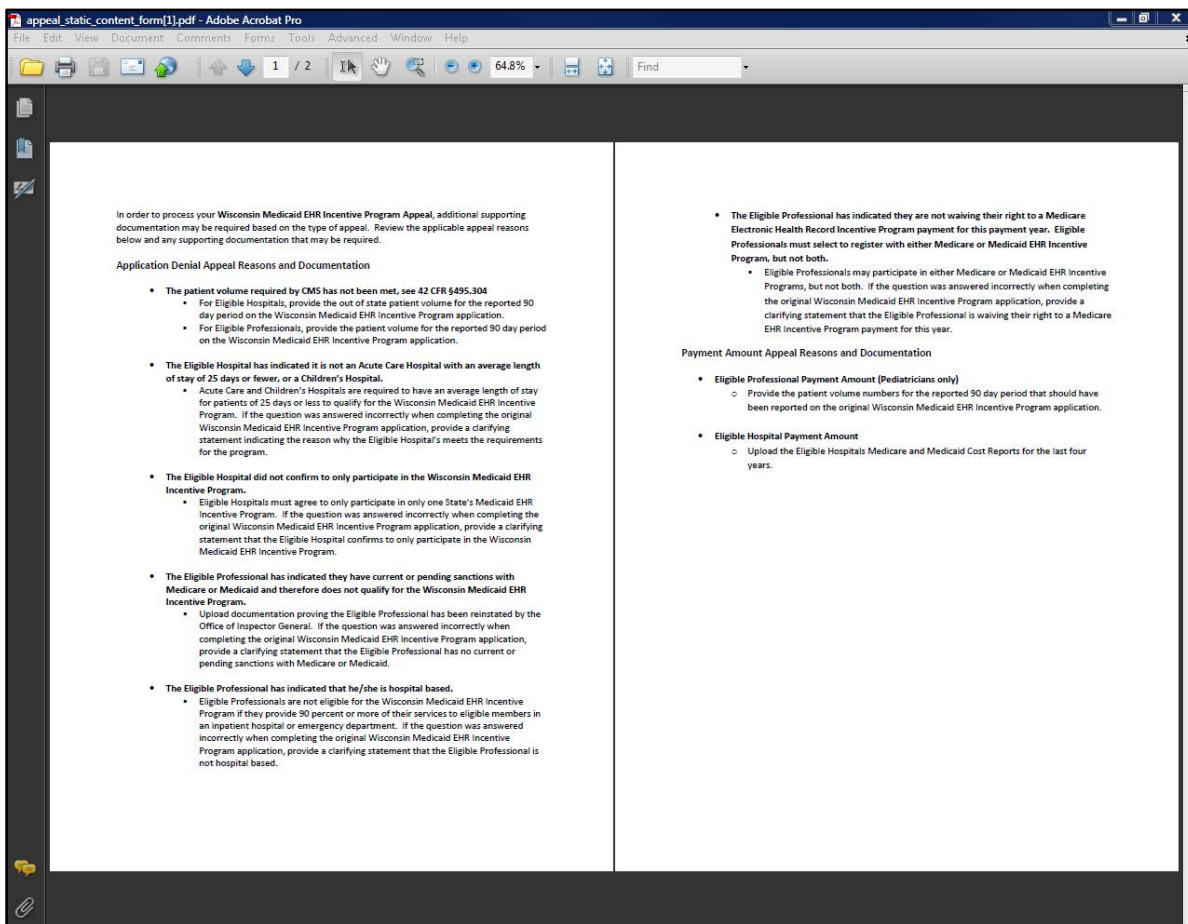 appeal_static_content_form[1].pdf - Adobe Acrobat Pro
File Edit View Document Comments Forms Tools Advanced Window Help
1 / 2 64.8% Find
In order to process your Wisconsin Medicaid EHR Incentive Program Appeal, additional supporting
documentation may be required based on the type of appeal. Review the applicable appeal reasons
below and any supporting documentation that may be required.
Application Denial Appeal Reasons and Documentation
• The patient volume required by CMS has not been met, see 42 CFR §495.304
▪ For Eligible Hospitals, provide the out of state patient volume for the reported 90
day period on the Wisconsin Medicaid EHR Incentive Program application.
▪ For Eligible Professionals, provide the patient volume for the reported 90 day period
on the Wisconsin Medicaid EHR Incentive Program application.
• The Eligible Hospital has indicated it is not an Acute Care Hospital with an average length
of stay of 25 days or fewer, or a Children's Hospital.
▪ Acute Care and Children's Hospitals are required to have an average length of stay
for patients of 25 days or less to qualify for the Wisconsin Medicaid EHR Incentive
Program. If the question was answered incorrectly when completing the original
Wisconsin Medicaid EHR Incentive Program application, provide a clarifying
statement indicating the reason why the Eligible Hospital's meets the requirements
for the program.
• The Eligible Hospital did not confirm to only participate in the Wisconsin Medicaid EHR
Incentive Program.
▪ Eligible Hospitals must agree to only participate in only one State's Medicaid EHR
Incentive Program. If the question was answered incorrectly when completing the
original Wisconsin Medicaid EHR Incentive Program application, provide a clarifying
statement that the Eligible Hospital confirms to only participate in the Wisconsin
Medicaid EHR Incentive Program.
• The Eligible Professional has indicated they have current or pending sanctions with
Medicare or Medicaid and therefore does not qualify for the Wisconsin Medicaid EHR
Incentive Program.
▪ Upload documentation proving the Eligible Professional has been reinstated by the
Office of Inspector General. If the question was answered incorrectly when
completing the original Wisconsin Medicaid EHR Incentive Program application,
provide a clarifying statement that the Eligible Professional has no current or
pending sanctions with Medicare or Medicaid.
• The Eligible Professional has indicated that he/she is hospital based.
▪ Eligible Professionals are not eligible for the Wisconsin Medicaid EHR Incentive
Program if they provide 90 percent or more of their services to eligible members in
an inpatient hospital or emergency department. If the question was answered
incorrectly when completing the original Wisconsin Medicaid EHR Incentive
Program application, provide a clarifying statement that the Eligible Professional is
not hospital based.
• The Eligible Professional has indicated they are not waiving their right to a Medicare
Electronic Health Record Incentive Program payment for this payment year. Eligible
Professionals must select to register with either Medicare or Medicaid EHR Incentive
Program, but not both.
▪ Eligible Professionals may participate in either Medicare or Medicaid EHR Incentive
Programs, but not both. If the question was answered incorrectly when completing
the original Wisconsin Medicaid EHR Incentive Program application, provide a
clarifying statement that the Eligible Professional is waiving their right to a Medicare
EHR Incentive Program payment for this year.
Payment Amount Appeal Reasons and Documentation
• Eligible Professional Payment Amount (Pediatricians only)
○ Provide the patient volume numbers for the reported 90 day period that should have
been reported on the original Wisconsin Medicaid EHR Incentive Program application.
• Eligible Hospital Payment Amount
○ Upload the Eligible Hospitals Medicare and Medicaid Cost Reports for the last four
years.